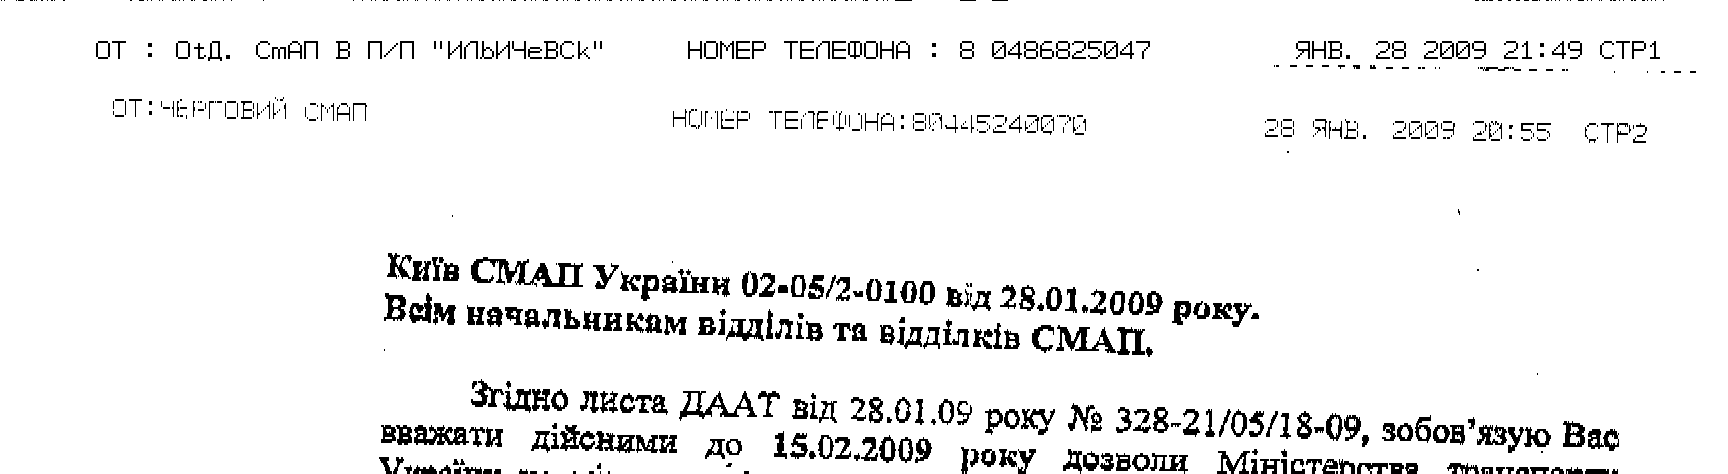 ОТ : OtД. СmАП В П/П "ИЛЬИЧеВСk" НОМЕР ТЕЛЕФОНА : 8 0486825047 ЯНВ. 28 2009 21:49 СТР1
ОТ:ЧЕРГОВИЙ СМАП НОМЕР ТЕЛЕФОНА:80445240070 28 ЯНВ. 2009 20:55 СТР2
Київ СМАП України 02-05/2-0100 від 28.01.2009 року.
Всім начальникам відділів та відділків СМАП.
Згідно листа ДААТ від 28.01.09 року № 328-21/05/18-09, зобов'язую Вас
вважати дійсними до 15.02.2009 року дозволи Міністерства транспорту
України